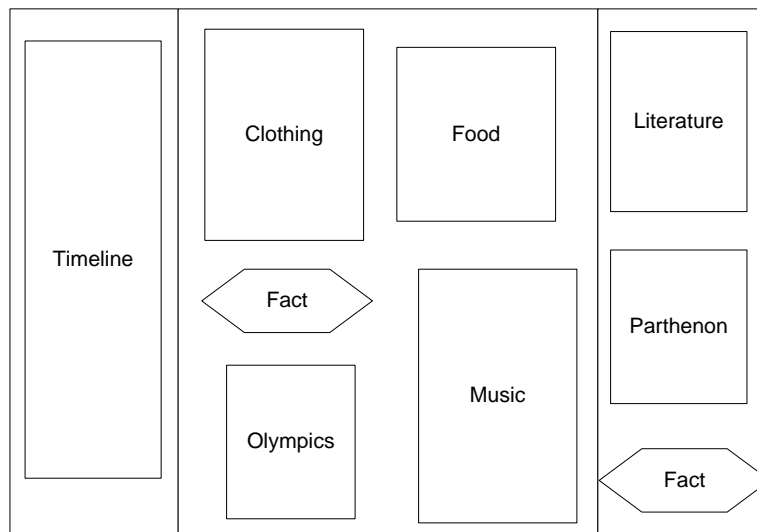 Timeline
Clothing
Food
Fact
Olympics
Music
Literature
Parthenon
Fact